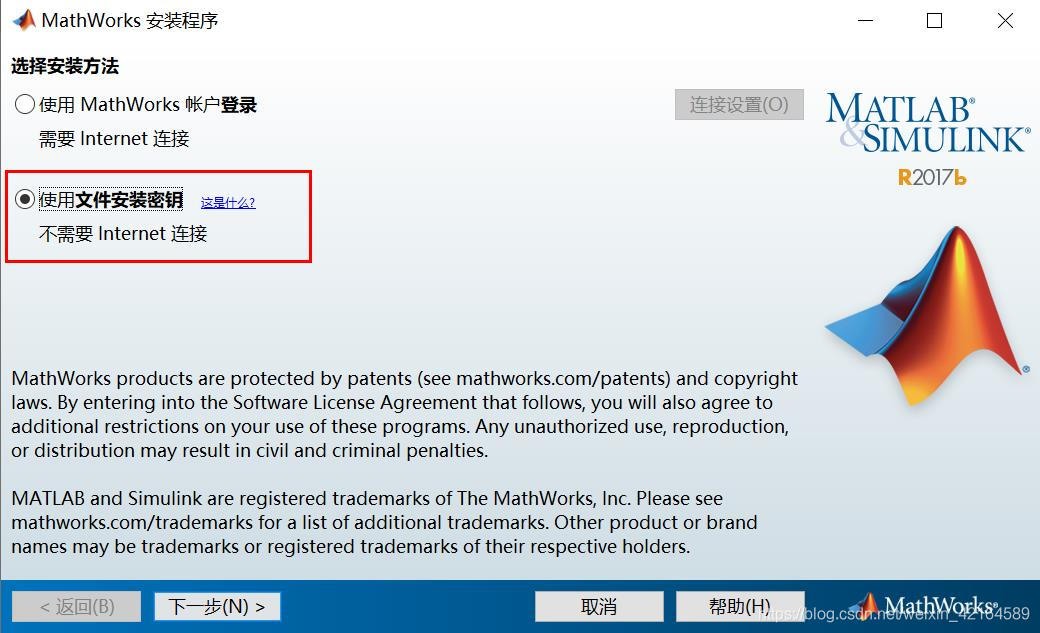 MathWorks 安装程序
选择安装方法
使用 MathWorks 帐户登录
连接设置(O)
需要 Internet 连接
使用文件安装密钥 这是什么?
不需要 Internet 连接
MATLAB®
&SIMULINK®
R2017b
®
MathWorks products are protected by patents (see mathworks.com/patents) and copyright
laws. By entering into the Software License Agreement that follows, you will also agree to
additional restrictions on your use of these programs. Any unauthorized use, reproduction,
or distribution may result in civil and criminal penalties.
MATLAB and Simulink are registered trademarks of The MathWorks, Inc. Please see
mathworks.com/trademarks for a list of additional trademarks. Other product or brand
names may be trademarks or registered trademarks of their respective holders.
< 返回(B) 下一步(N) > 取消 帮助(H) MathWorks®
https://blog.csdn.net/weixin_42164589